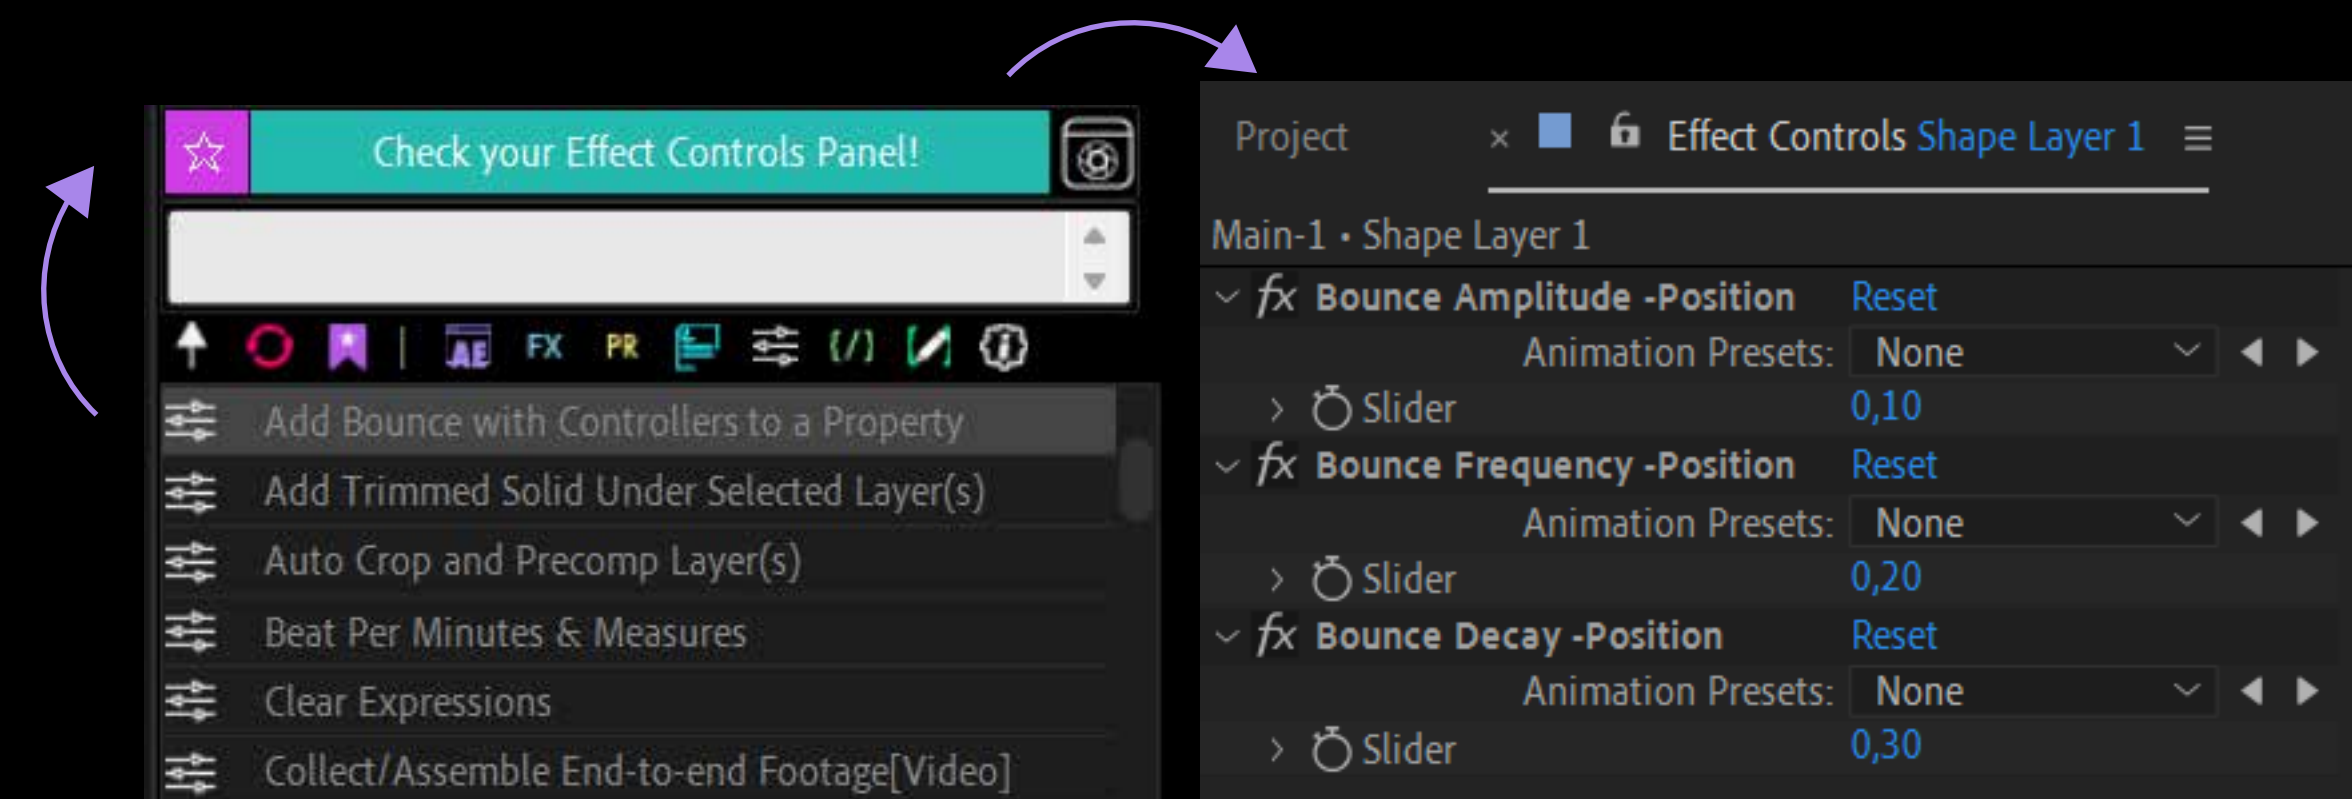 Check your Effect Controls Panel!
AE FX PR {/}
Add Bounce with Controllers to a Property
Add Trimmed Solid Under Selected Layer(s)
Auto Crop and Precomp Layer(s)
Beat Per Minutes & Measures
Clear Expressions
Collect/Assemble End-to-end Footage[Video]
Project × Effect Controls Shape Layer 1
Main-1 • Shape Layer 1
fx Bounce Amplitude -Position Reset
Animation Presets: None
Slider 0,10
fx Bounce Frequency -Position Reset
Animation Presets: None
Slider 0,20
fx Bounce Decay -Position Reset
Animation Presets: None
Slider 0,30